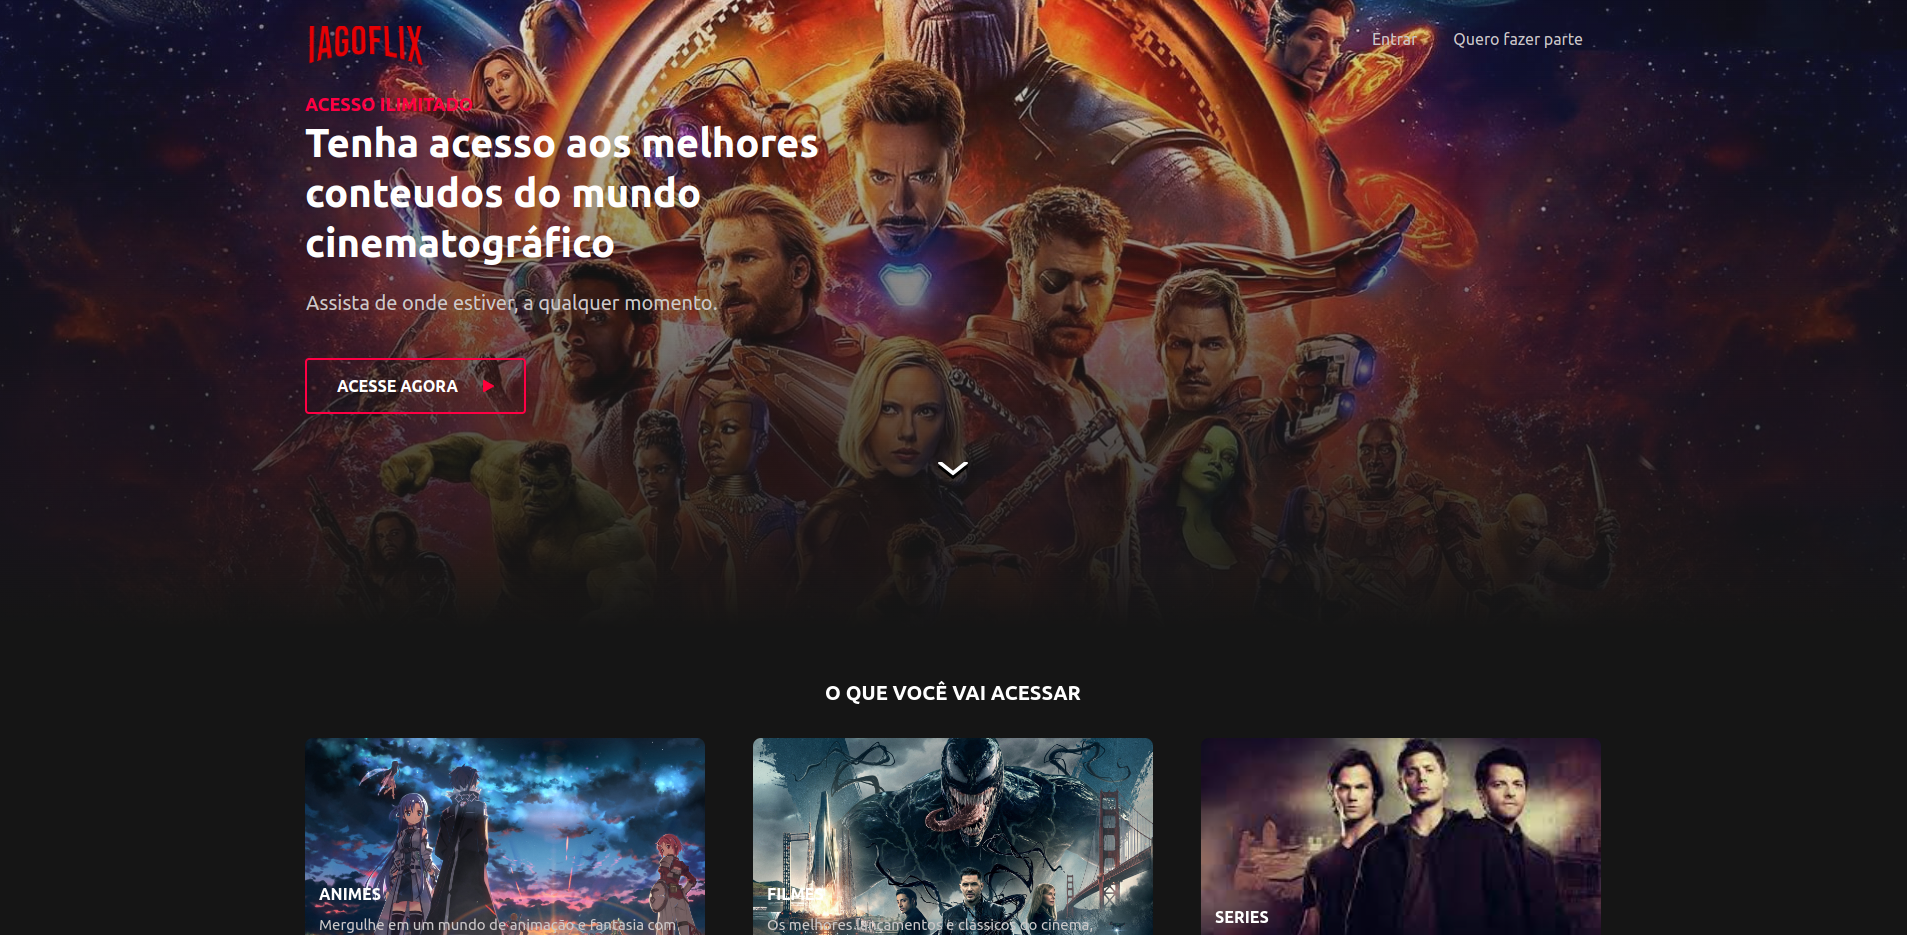 IAGOFLIX
Entrar
Quero fazer parte
ACESSO ILIMITADO
Tenha acesso aos melhores
conteudos do mundo
cinematográfico
Assista de onde estiver, a qualquer momento.
ACESSE AGORA
O QUE VOCÊ VAI ACESSAR
ANIMES
Mergulhe em um mundo de animação e fantasia com
FILMES
Os melhores lançamentos e clássicos do cinema,
SERIES